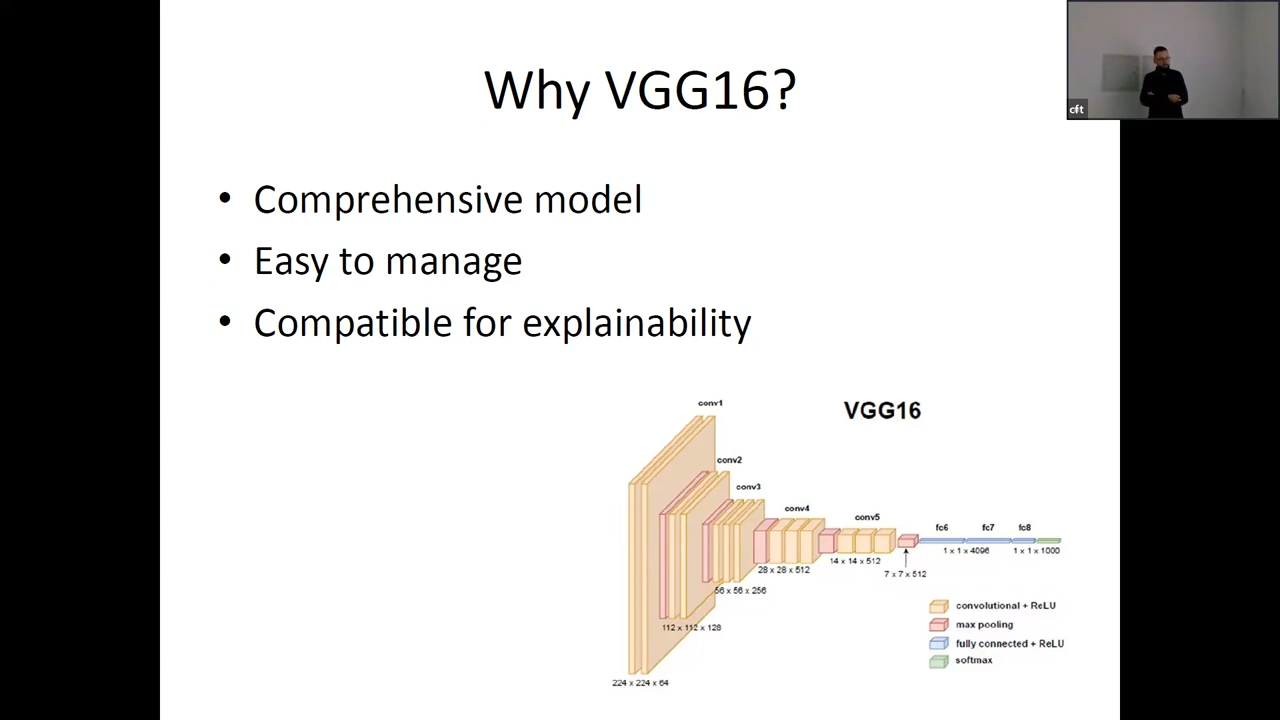 Why VGG16?
cft
• Comprehensive model
• Easy to manage
• Compatible for explainability
VGG16
conv1
conv2
conv3
conv4
conv5
fc6 fc7 fc8
1 x 1 x 4096 1 x 1 x 1000
14 x 14 x 512
28 x 28 x 512
7 x 7 x 512
56 x 56 x 256
112 x 112 x 128
224 x 224 x 64
convolutional + ReLU
max pooling
fully connected + ReLU
softmax